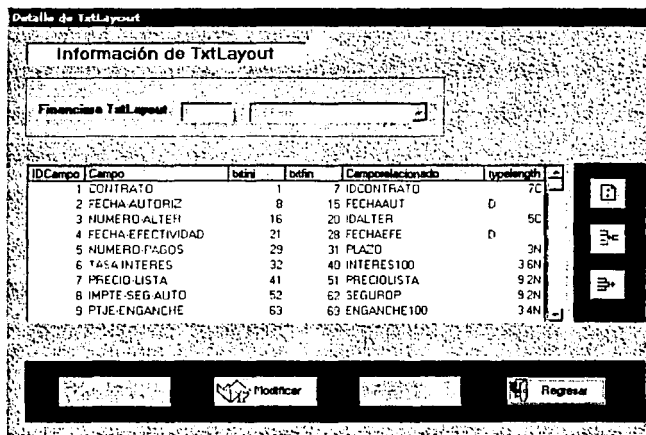 Detalle de TxtLayout
Información de TxtLayout
Financiera TxtLayout
IDCampo Campo txtini txtfin Camporelacionado typelength
1 CONTRATO 1 7 IDCONTRATO 7C
2 FECHA-AUTORIZ 8 15 FECHAAUT D
3 NUMERO-ALTER 16 20 IDALTER 5C
4 FECHA-EFECTIVIDAD 21 28 FECHAEFE D
5 NUMERO-PAGOS 29 31 PLAZO 3N
6 TASA-INTERES 32 40 INTERES100 3.6N
7 PRECIO-LISTA 41 51 PRECIOLISTA 9.2N
8 IMPTE-SEG-AUTO 52 62 SEGUROP 9.2N
9 PTJE-ENGANCHE 63 69 ENGANCHE100 3.4N
Modificar
Regresar